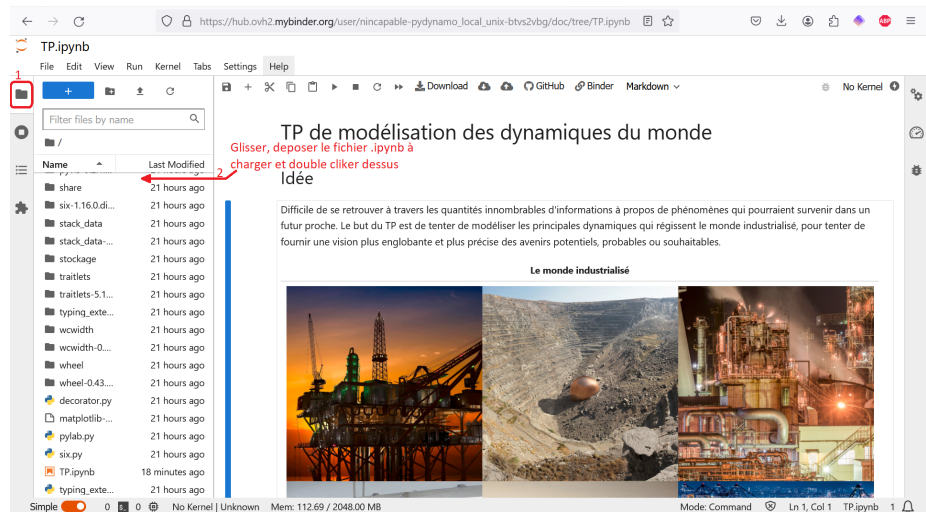 https://hub.ovh2.mybinder.org/user/nincapable-pydynamo_local_unix-btvs2vbg/doc/tree/TP.ipynb
ABP
TP.ipynb
File Edit View Run Kernel Tabs Settings Help
1
+
Download GitHub Binder Markdown No Kernel
Filter files by name
/
Name Last Modified
21 hours ago
share 21 hours ago
six-1.16.0.di... 21 hours ago
stack_data 21 hours ago
stack_data-... 21 hours ago
stockage 21 hours ago
traitlets 21 hours ago
traitlets-5.1... 21 hours ago
typing_exte... 21 hours ago
wcwidth 21 hours ago
wcwidth-0.... 21 hours ago
wheel 21 hours ago
wheel-0.43.... 21 hours ago
decorator.py 21 hours ago
matplotlib-... 21 hours ago
pylab.py 21 hours ago
six.py 21 hours ago
TP.ipynb 18 minutes ago
typing_exte... 21 hours ago
TP de modélisation des dynamiques du monde
Glisser, deposer le fichier .ipynb à
2 charger et double cliker dessus
Idée
Difficile de se retrouver à travers les quantités innombrables d'informations à propos de phénomènes qui pourraient survenir dans un
futur proche. Le but du TP est de tenter de modéliser les principales dynamiques qui régissent le monde industrialisé, pour tenter de
fournir une vision plus englobante et plus précise des avenirs potentiels, probables ou souhaitables.
Le monde industrialisé
Simple 0 0 No Kernel | Unknown Mem: 112.69 / 2048.00 MB Mode: Command Ln 1, Col 1 TP.ipynb 1